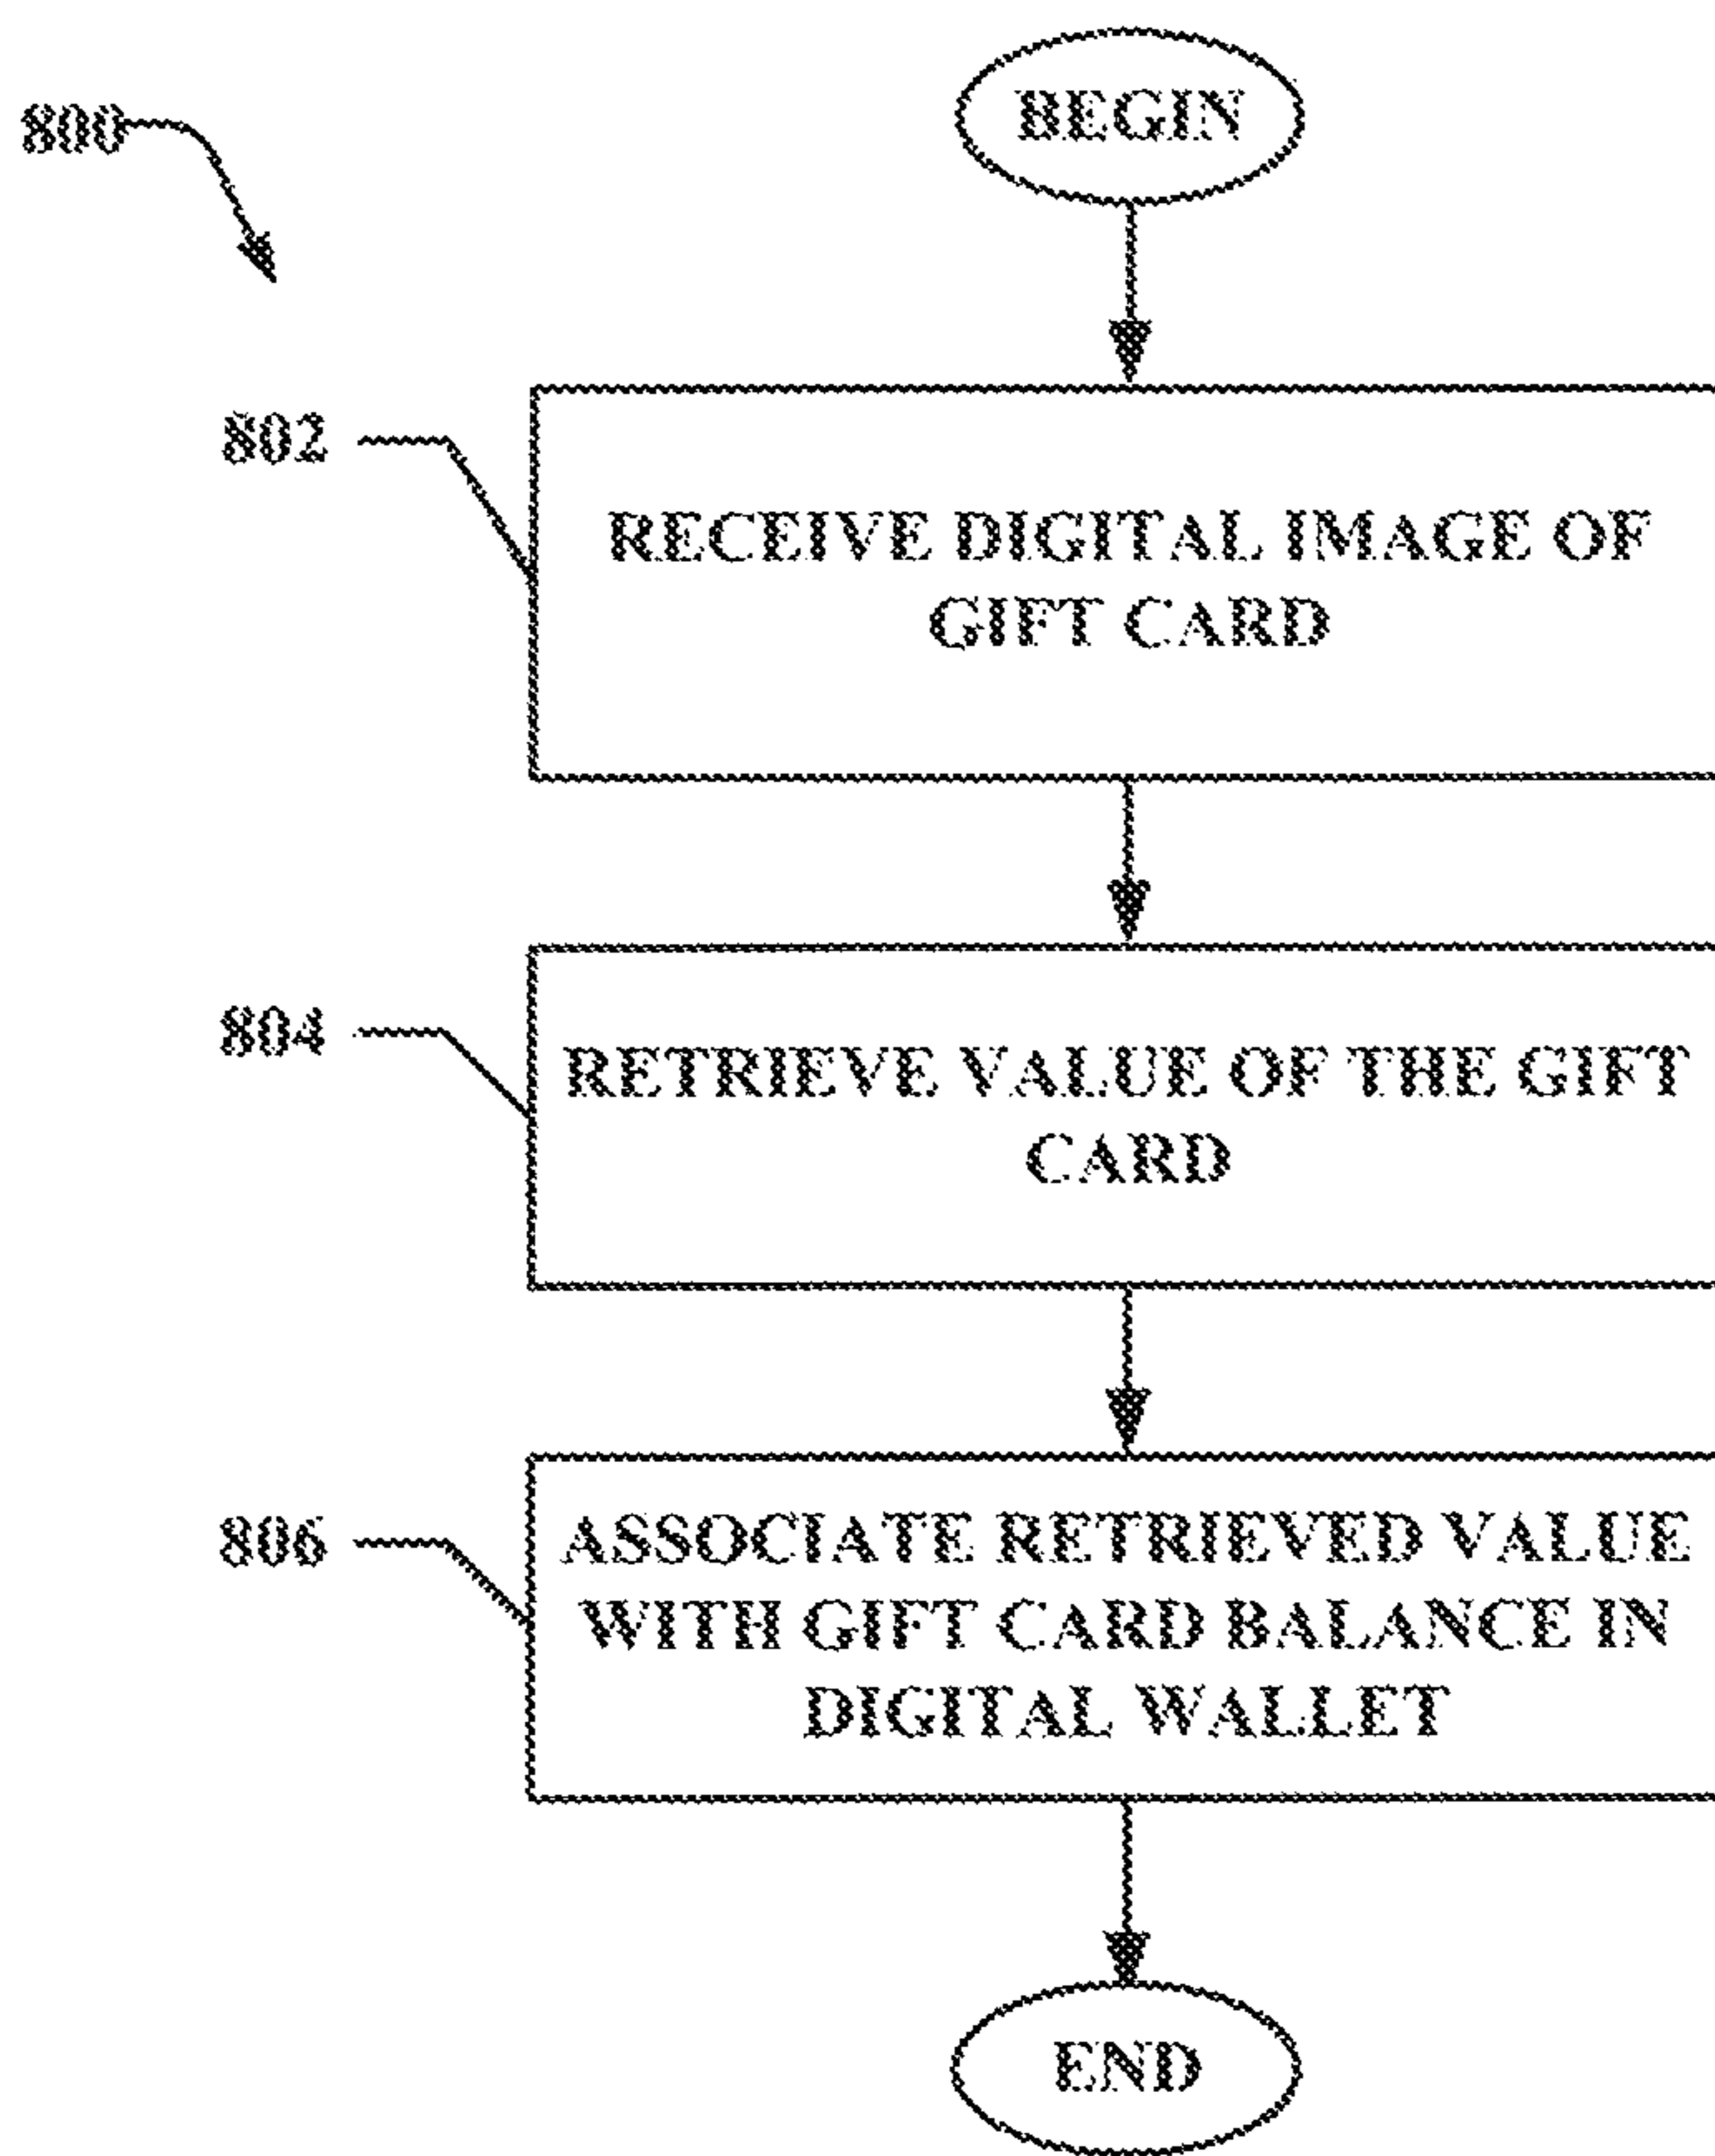 800
BEGIN
802
RECEIVE DIGITAL IMAGE OF
GIFT CARD
804
RETRIEVE VALUE OF THE GIFT
CARD
806
ASSOCIATE RETRIEVED VALUE
WITH GIFT CARD BALANCE IN
DIGITAL WALLET
END